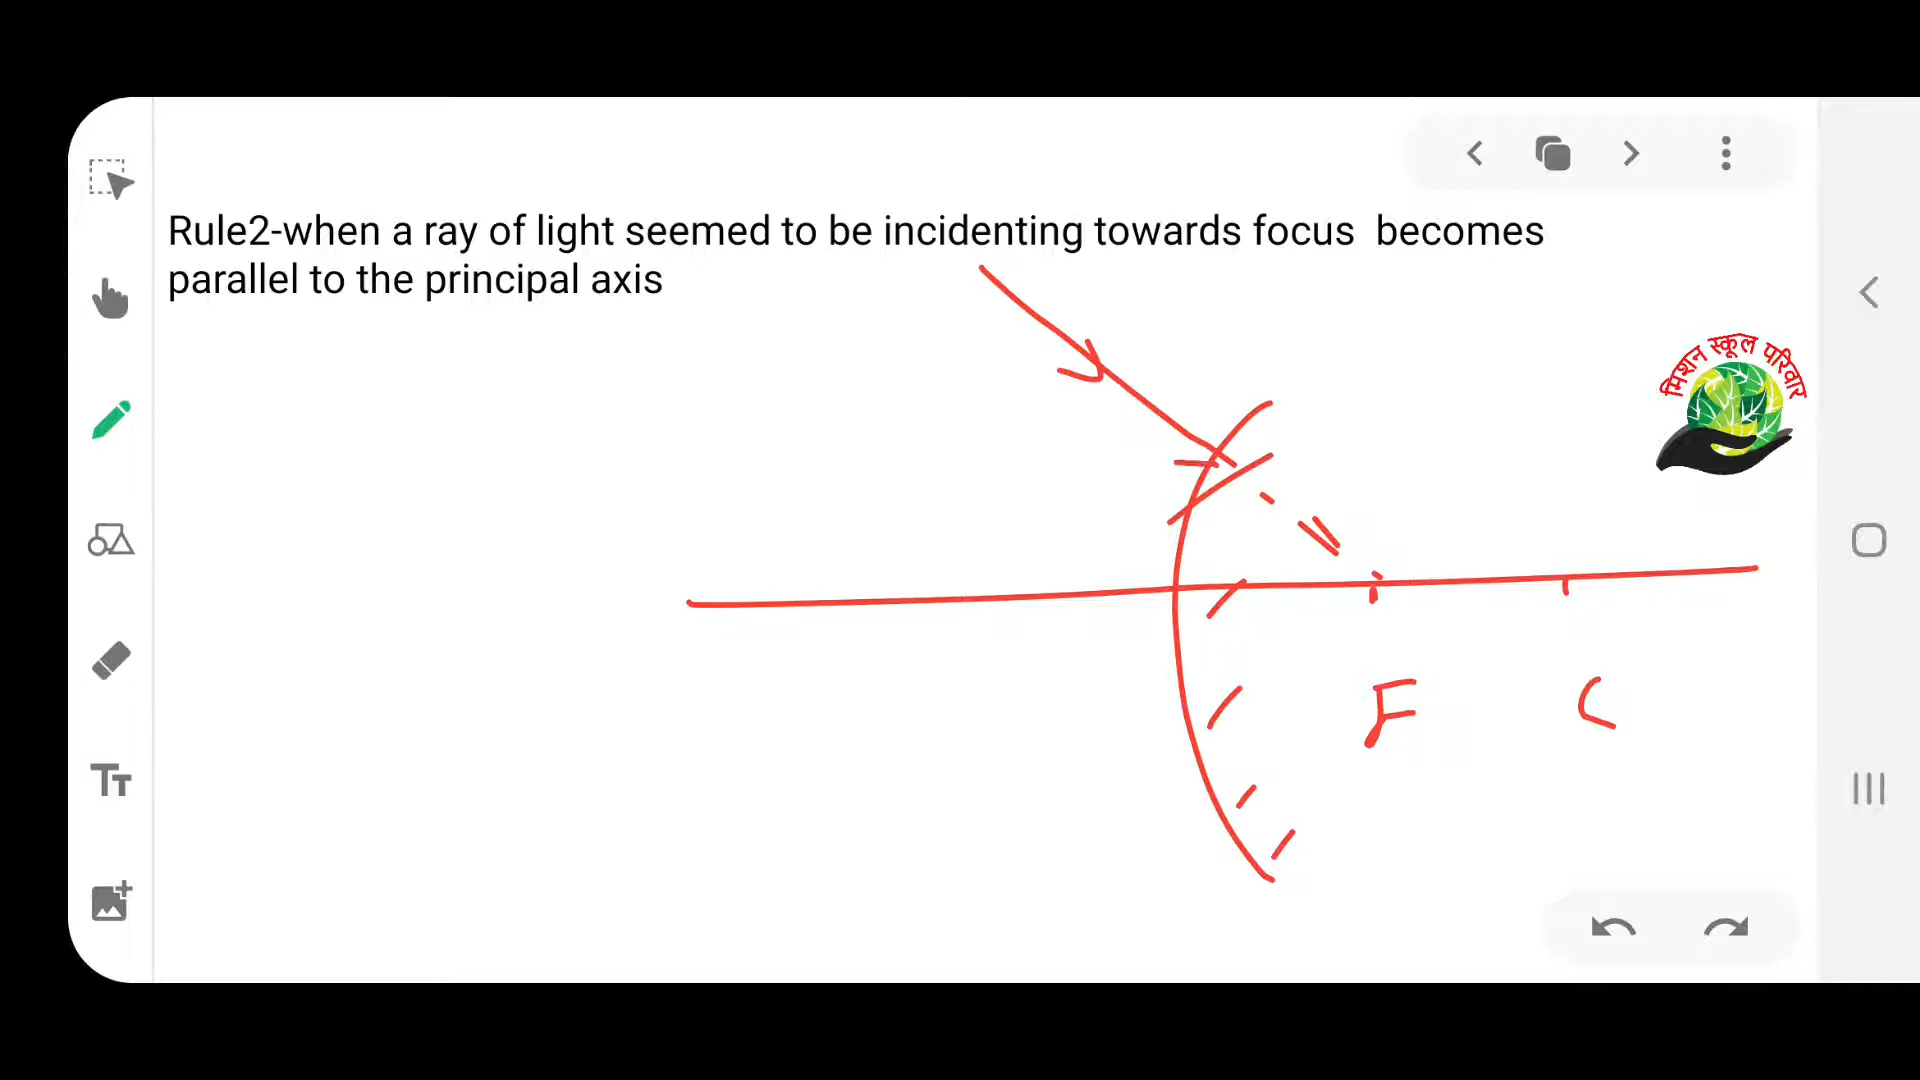 Rule2-when a ray of light seemed to be incidenting towards focus becomes
parallel to the principal axis
मिशन स्कूल परिवार
F
C